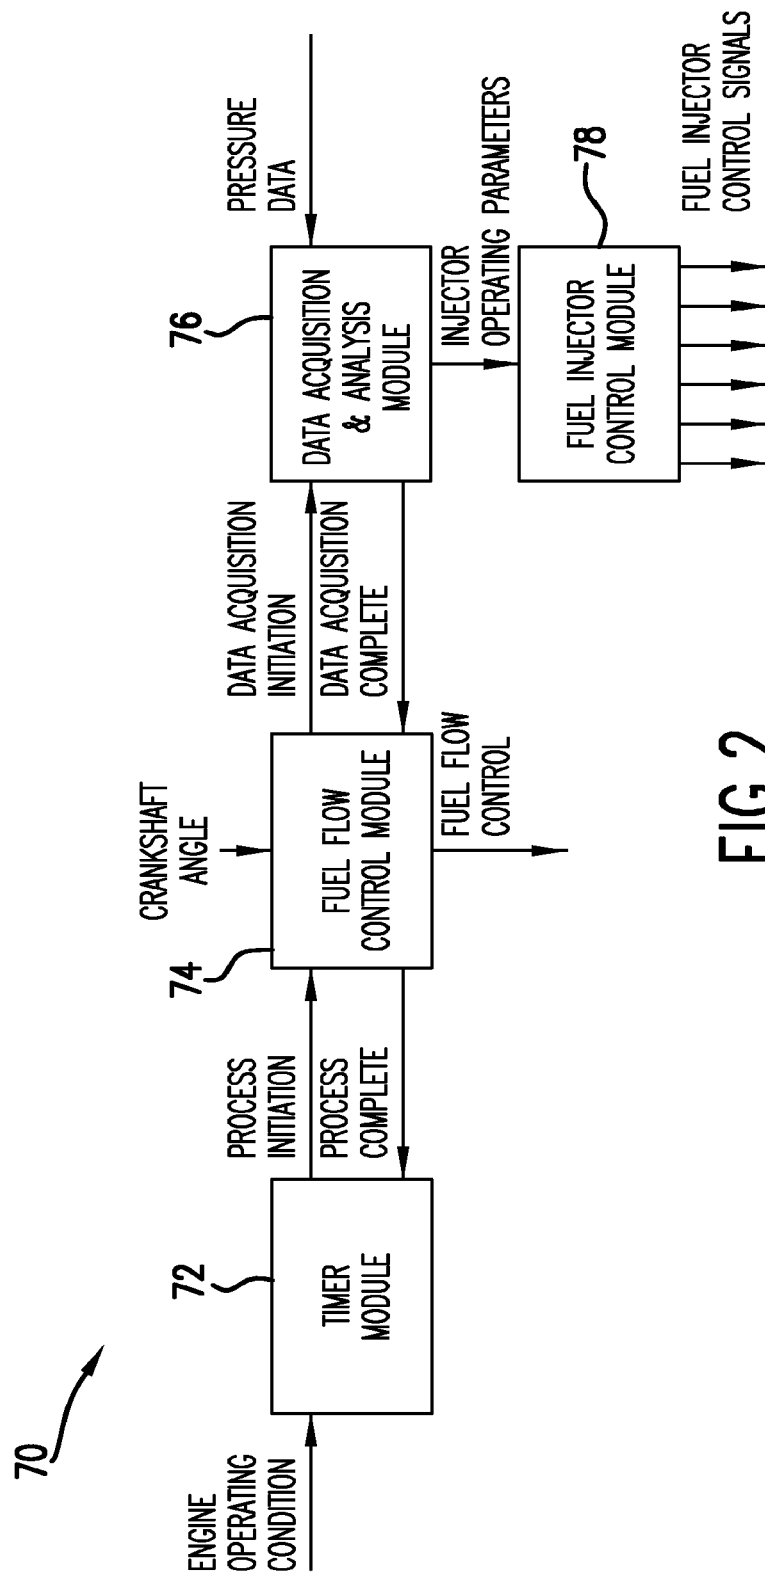 70
ENGINE
OPERATING
CONDITION
72
TIMER
MODULE
PROCESS
INITIATION
PROCESS
COMPLETE
CRANKSHAFT
ANGLE
74
FUEL FLOW
CONTROL MODULE
FUEL FLOW
CONTROL
DATA ACQUISITION
INITIATION
DATA ACQUISITION
COMPLETE
PRESSURE
DATA
76
DATA ACQUISITION
& ANALYSIS
MODULE
INJECTOR
OPERATING PARAMETERS
78
FUEL INJECTOR
CONTROL MODULE
FUEL INJECTOR
CONTROL SIGNALS
FIG.2